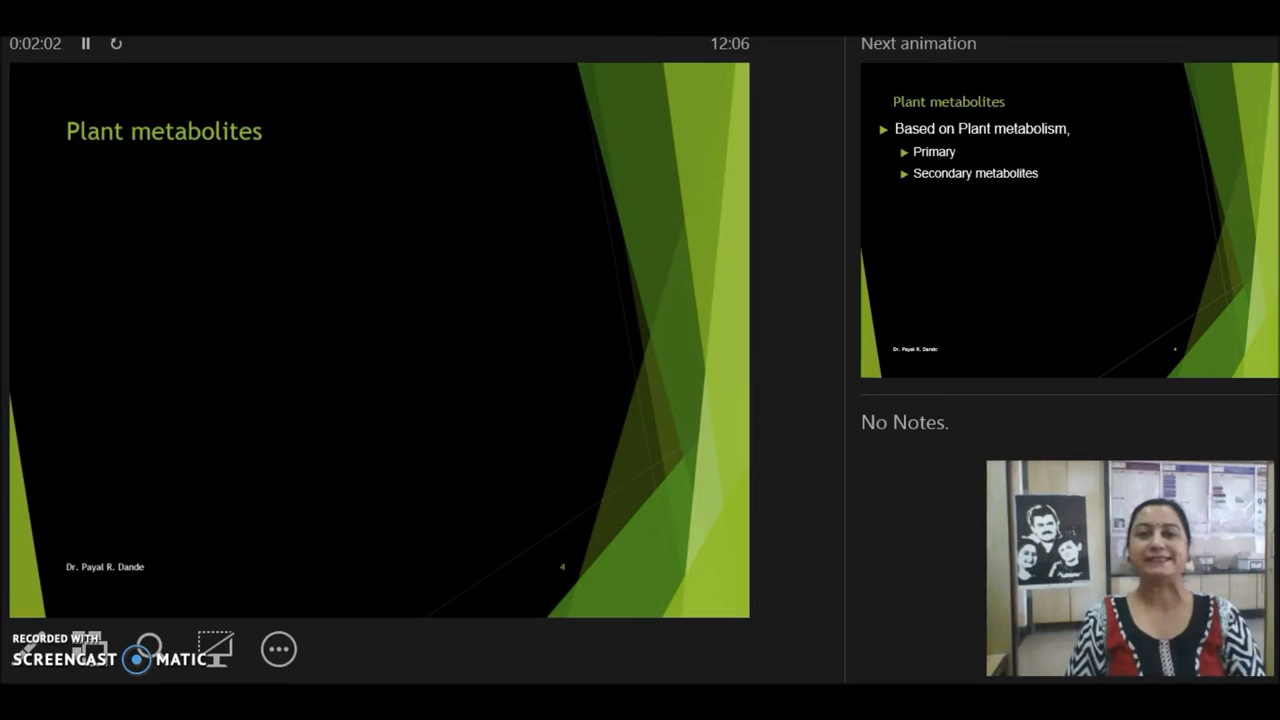 0:02:02
12:06
Next animation
Plant metabolites
Dr. Payal R. Dande
4
Plant metabolites
Based on Plant metabolism,
Primary
Secondary metabolites
Dr. Payal R. Dande
4
No Notes.
RECORDED WITH
SCREENCAST MATIC